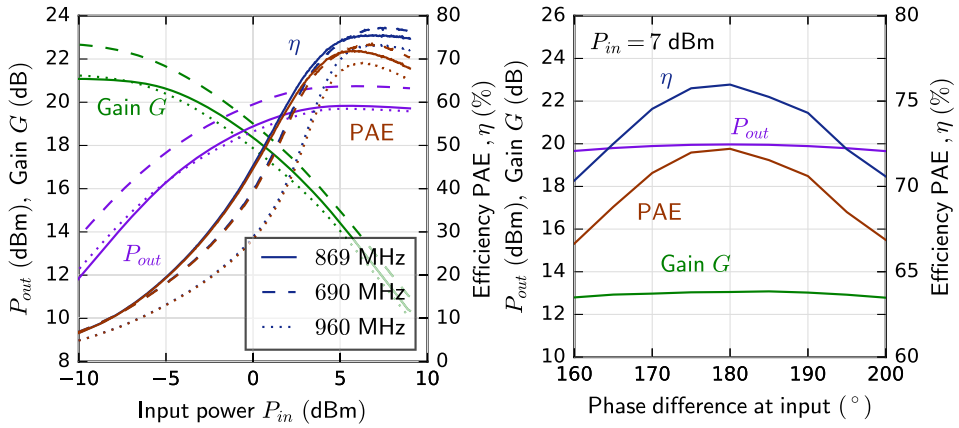 24
22
20
18
16
14
12
10
8
P_out (dBm), Gain G (dB)
80
70
60
50
40
30
20
10
0
Efficiency PAE , η (%)
η
Gain G
PAE
P_out
869 MHz
690 MHz
960 MHz
−10 −5 0 5 10
Input power P_in (dBm)
26
24
22
20
18
16
14
12
10
P_out (dBm), Gain G (dB)
80
75
70
65
60
Efficiency PAE , η (%)
P_in = 7 dBm
η
P_out
PAE
Gain G
160 170 180 190 200
Phase difference at input (°)